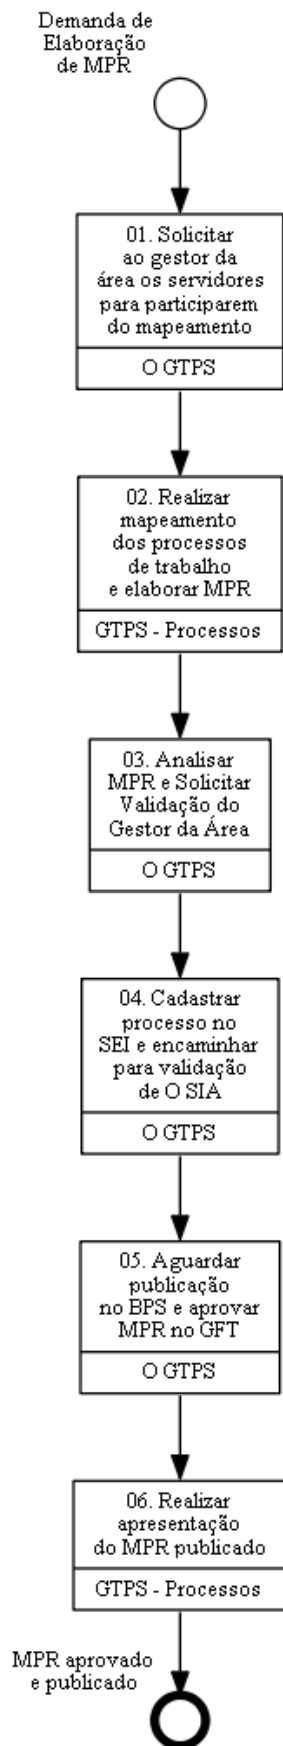 Demanda de
Elaboração
de MPR
01. Solicitar
ao gestor da
área os servidores
para participarem
do mapeamento
O GTPS
02. Realizar
mapeamento
dos processos
de trabalho
e elaborar MPR
GTPS - Processos
03. Analisar
MPR e Solicitar
Validação do
Gestor da Área
O GTPS
04. Cadastrar
processo no
SEI e encaminhar
para validação
de O SIA
O GTPS
05. Aguardar
publicação
no BPS e aprovar
MPR no GFT
O GTPS
06. Realizar
apresentação
do MPR publicado
GTPS - Processos
MPR aprovado
e publicado